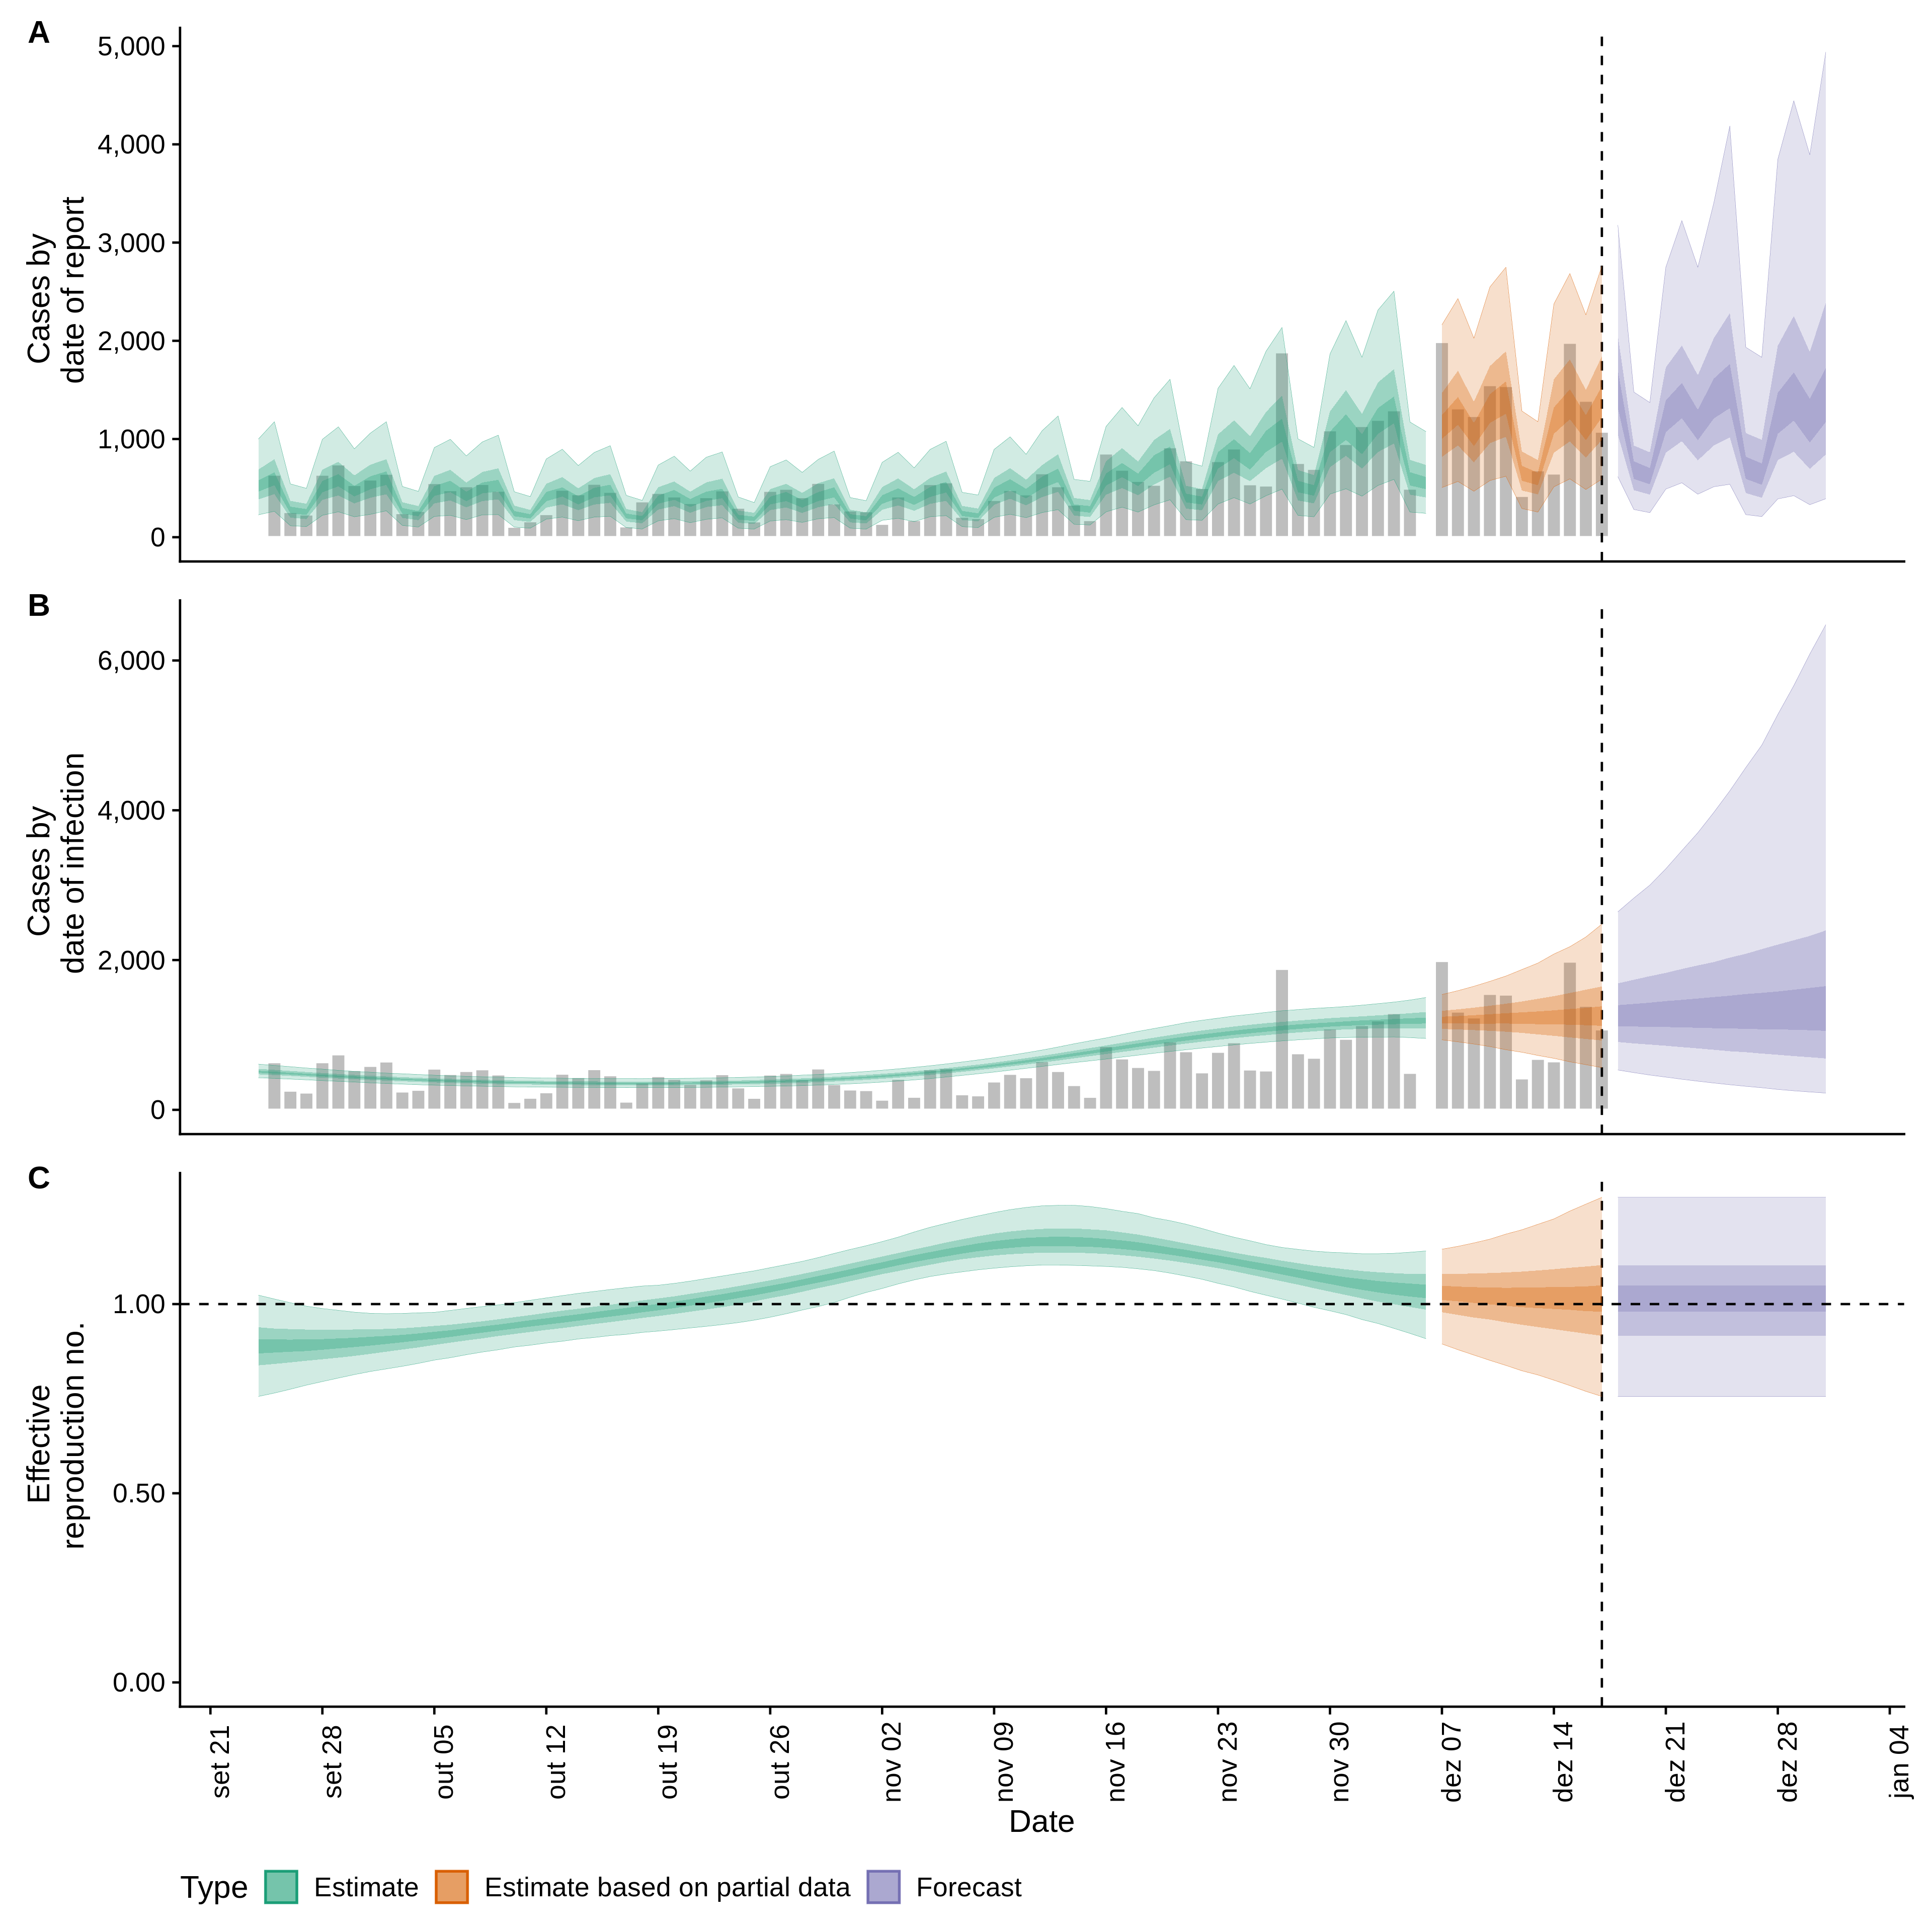 A
5,000
4,000
3,000
2,000
1,000
0
Cases by
date of report
B
6,000
4,000
2,000
0
Cases by
date of infection
C
1.00
0.50
0.00
Effective
reproduction no.
set 21
set 28
out 05
out 12
out 19
out 26
nov 02
nov 09
nov 16
nov 23
nov 30
dez 07
dez 14
dez 21
dez 28
jan 04
Date
Type Estimate Estimate based on partial data Forecast